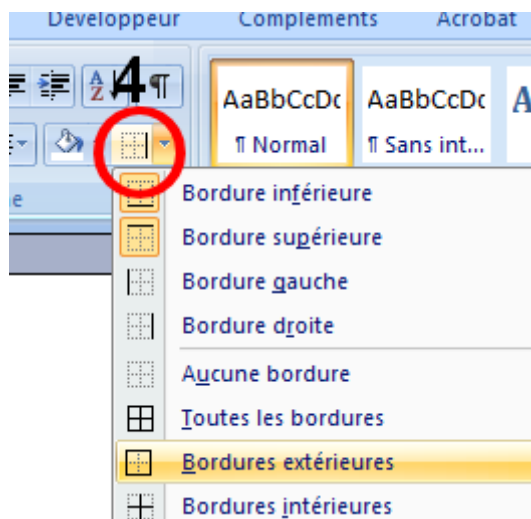 Développeur Compléments Acrobat
4
AaBbCcDc AaBbCcDc A
¶ Normal ¶ Sans int...
e
Bordure inférieure
Bordure supérieure
Bordure gauche
Bordure droite
Aucune bordure
Toutes les bordures
Bordures extérieures
Bordures intérieures